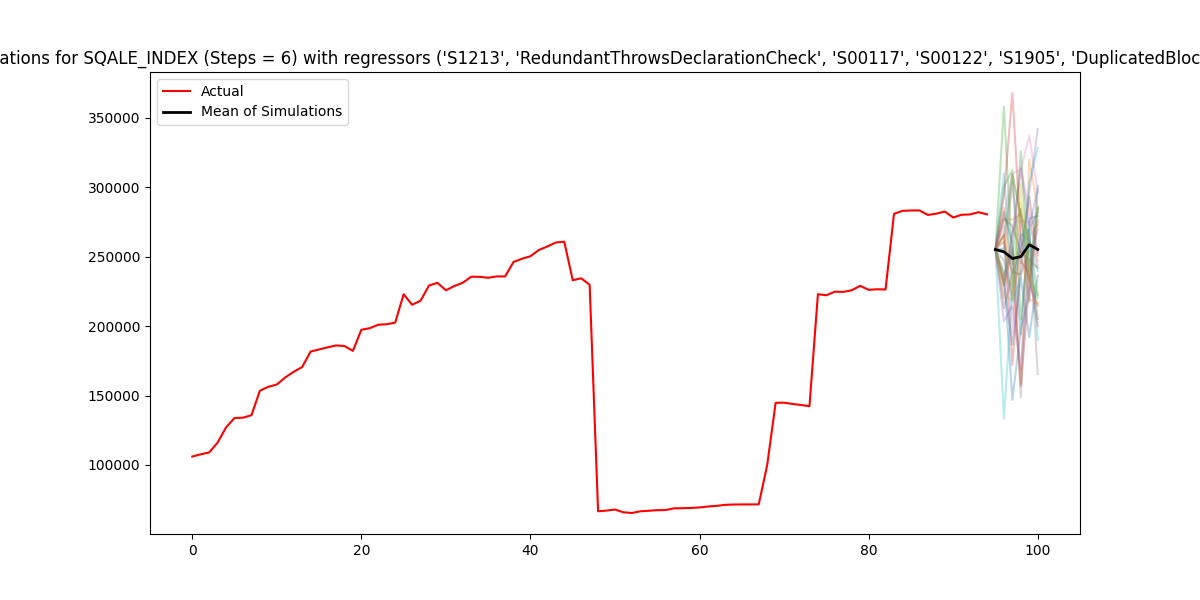 ations for SQALE_INDEX (Steps = 6) with regressors ('S1213', 'RedundantThrowsDeclarationCheck', 'S00117', 'S00122', 'S1905', 'DuplicatedBloc
Actual
Mean of Simulations
350000
300000
250000
200000
150000
100000
0 20 40 60 80 100